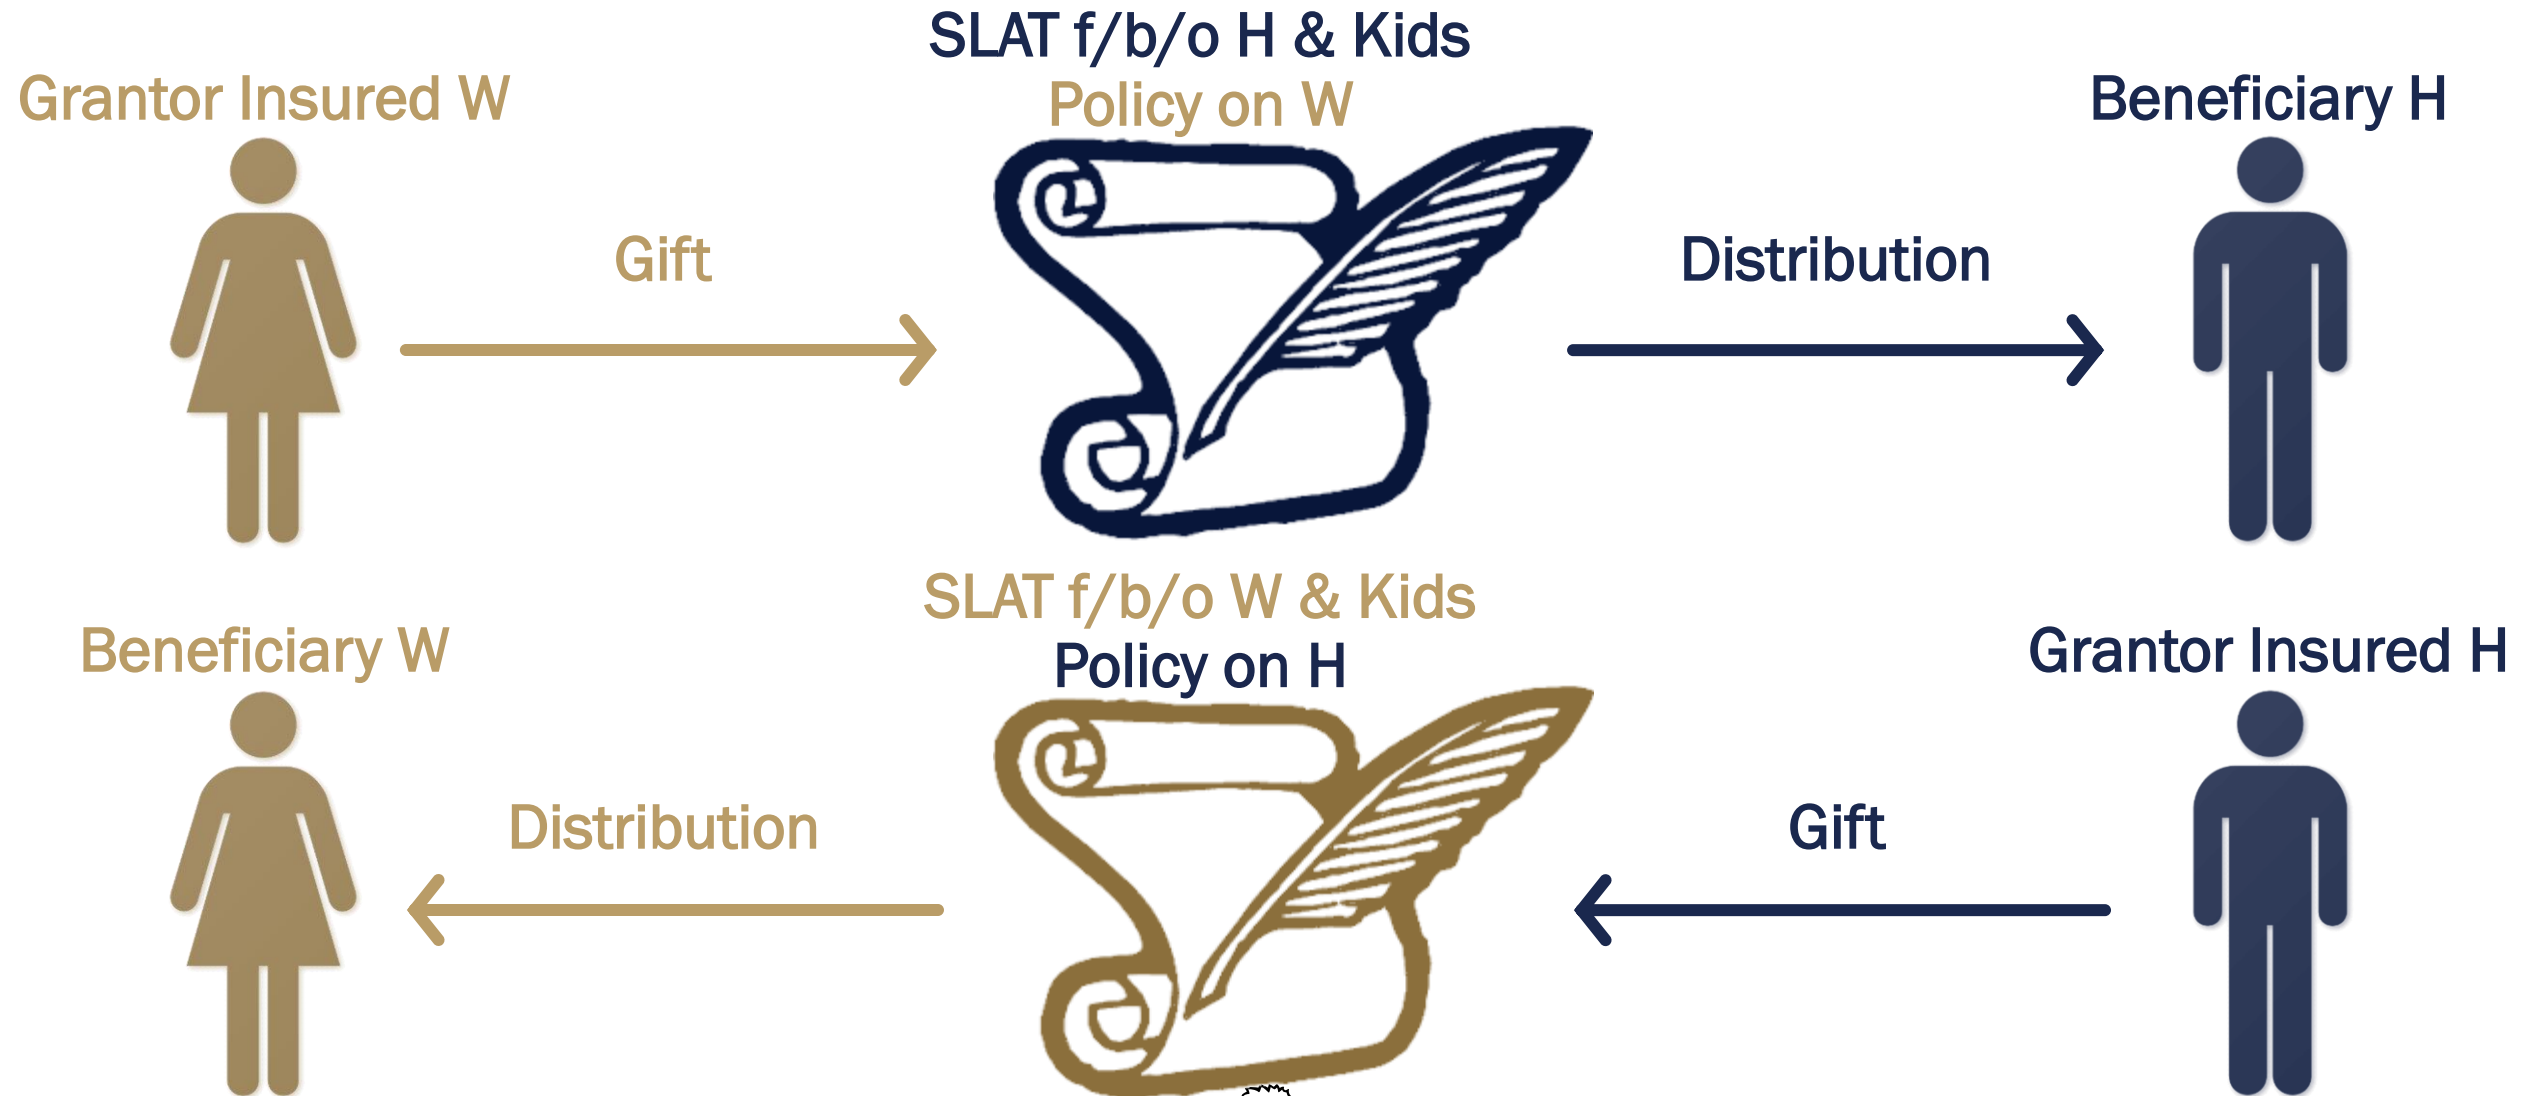 SLAT f/b/o H & Kids
Grantor Insured W
Policy on W
Beneficiary H
Gift
Distribution
SLAT f/b/o W & Kids
Beneficiary W
Policy on H
Grantor Insured H
Distribution
Gift